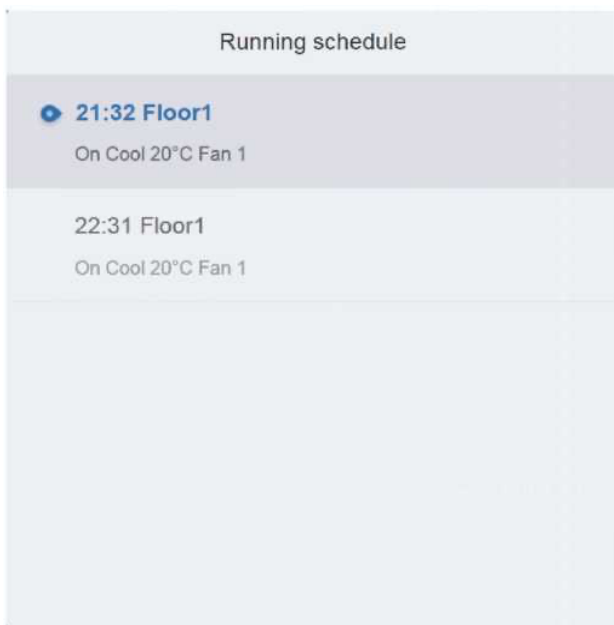 Running schedule
21:32 Floor1
On Cool 20°C Fan 1
22:31 Floor1
On Cool 20°C Fan 1